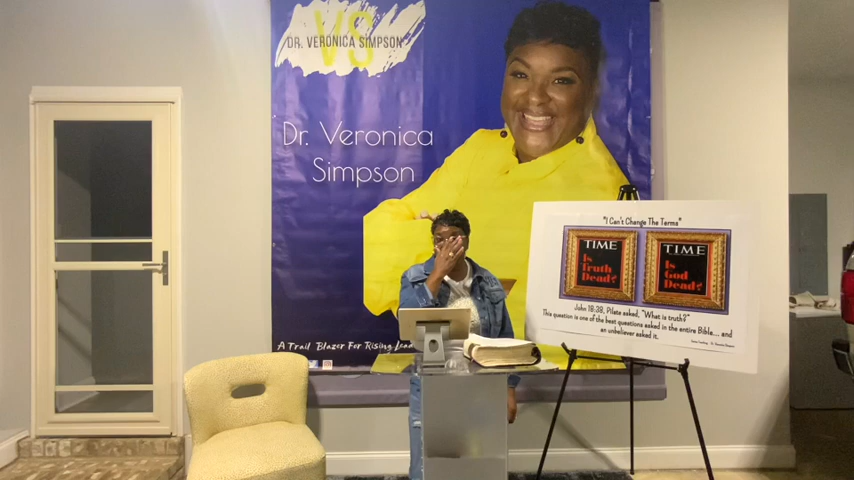 VS
DR. VERONICA SIMPSON
Dr. Veronica
Simpson
A Trail Blazer For Rising
"I Can't Change The Terms"
TIME
Is
Truth
Dead?
TIME
Is
God
Dead?
John 18:38, Pilate asked, "What is truth?"
This question is one of the best questions asked in the entire Bible... and
an unbeliever asked it.